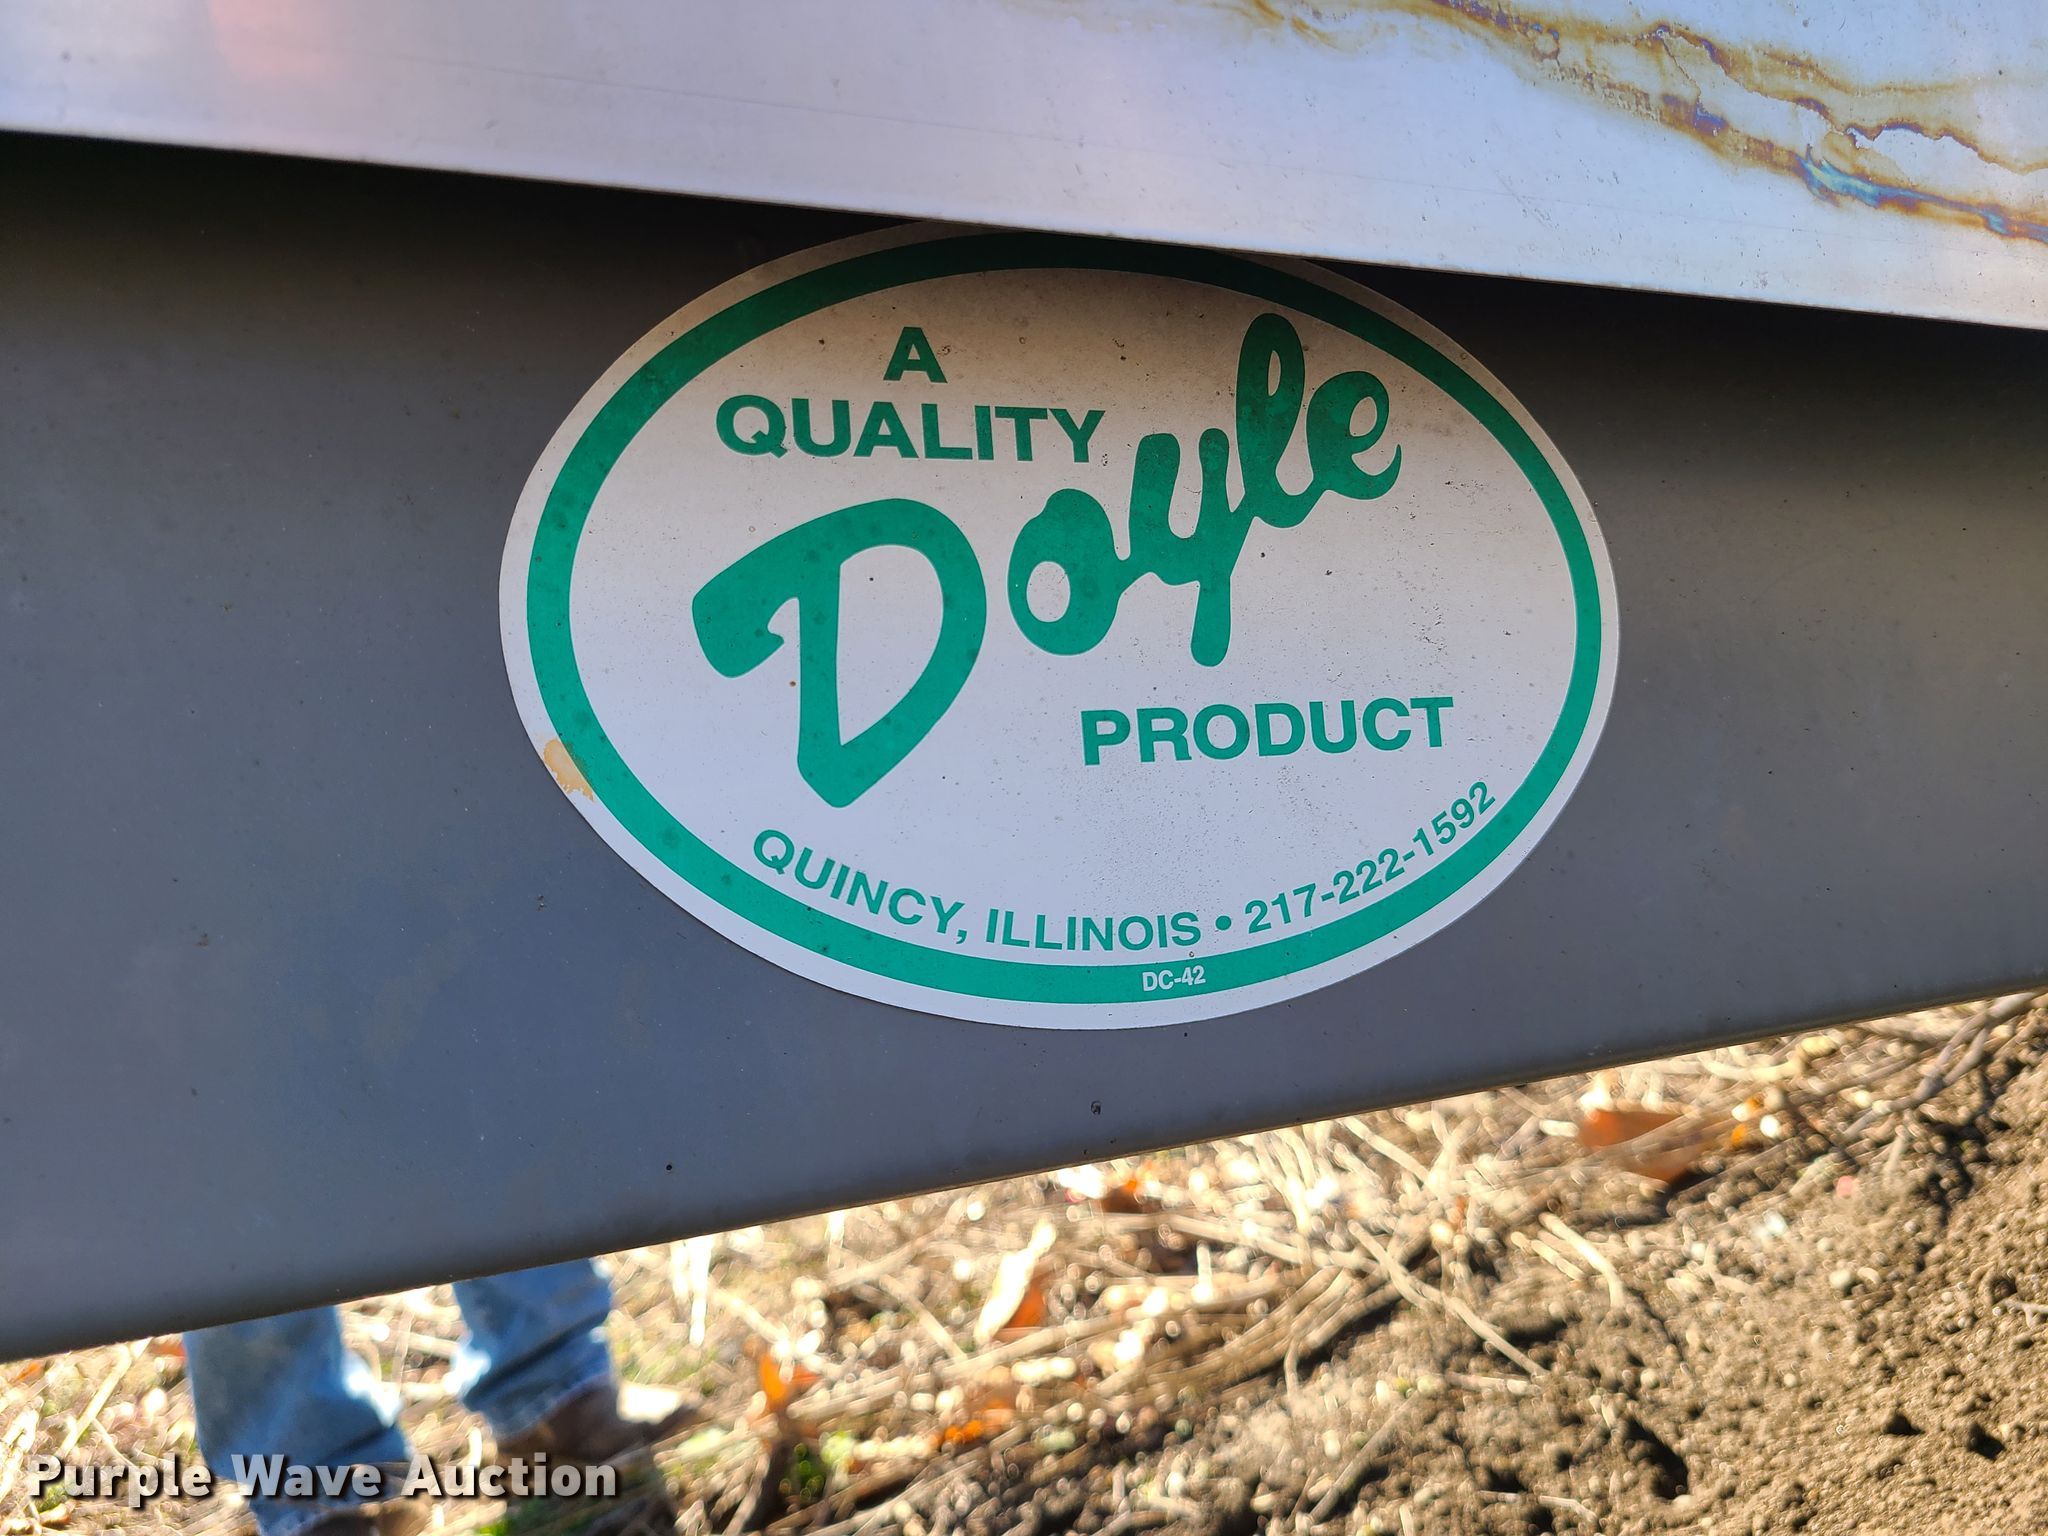 A
QUALITY
Doyle
PRODUCT
QUINCY, ILLINOIS • 217-222-1592
DC-42
Purple Wave Auction